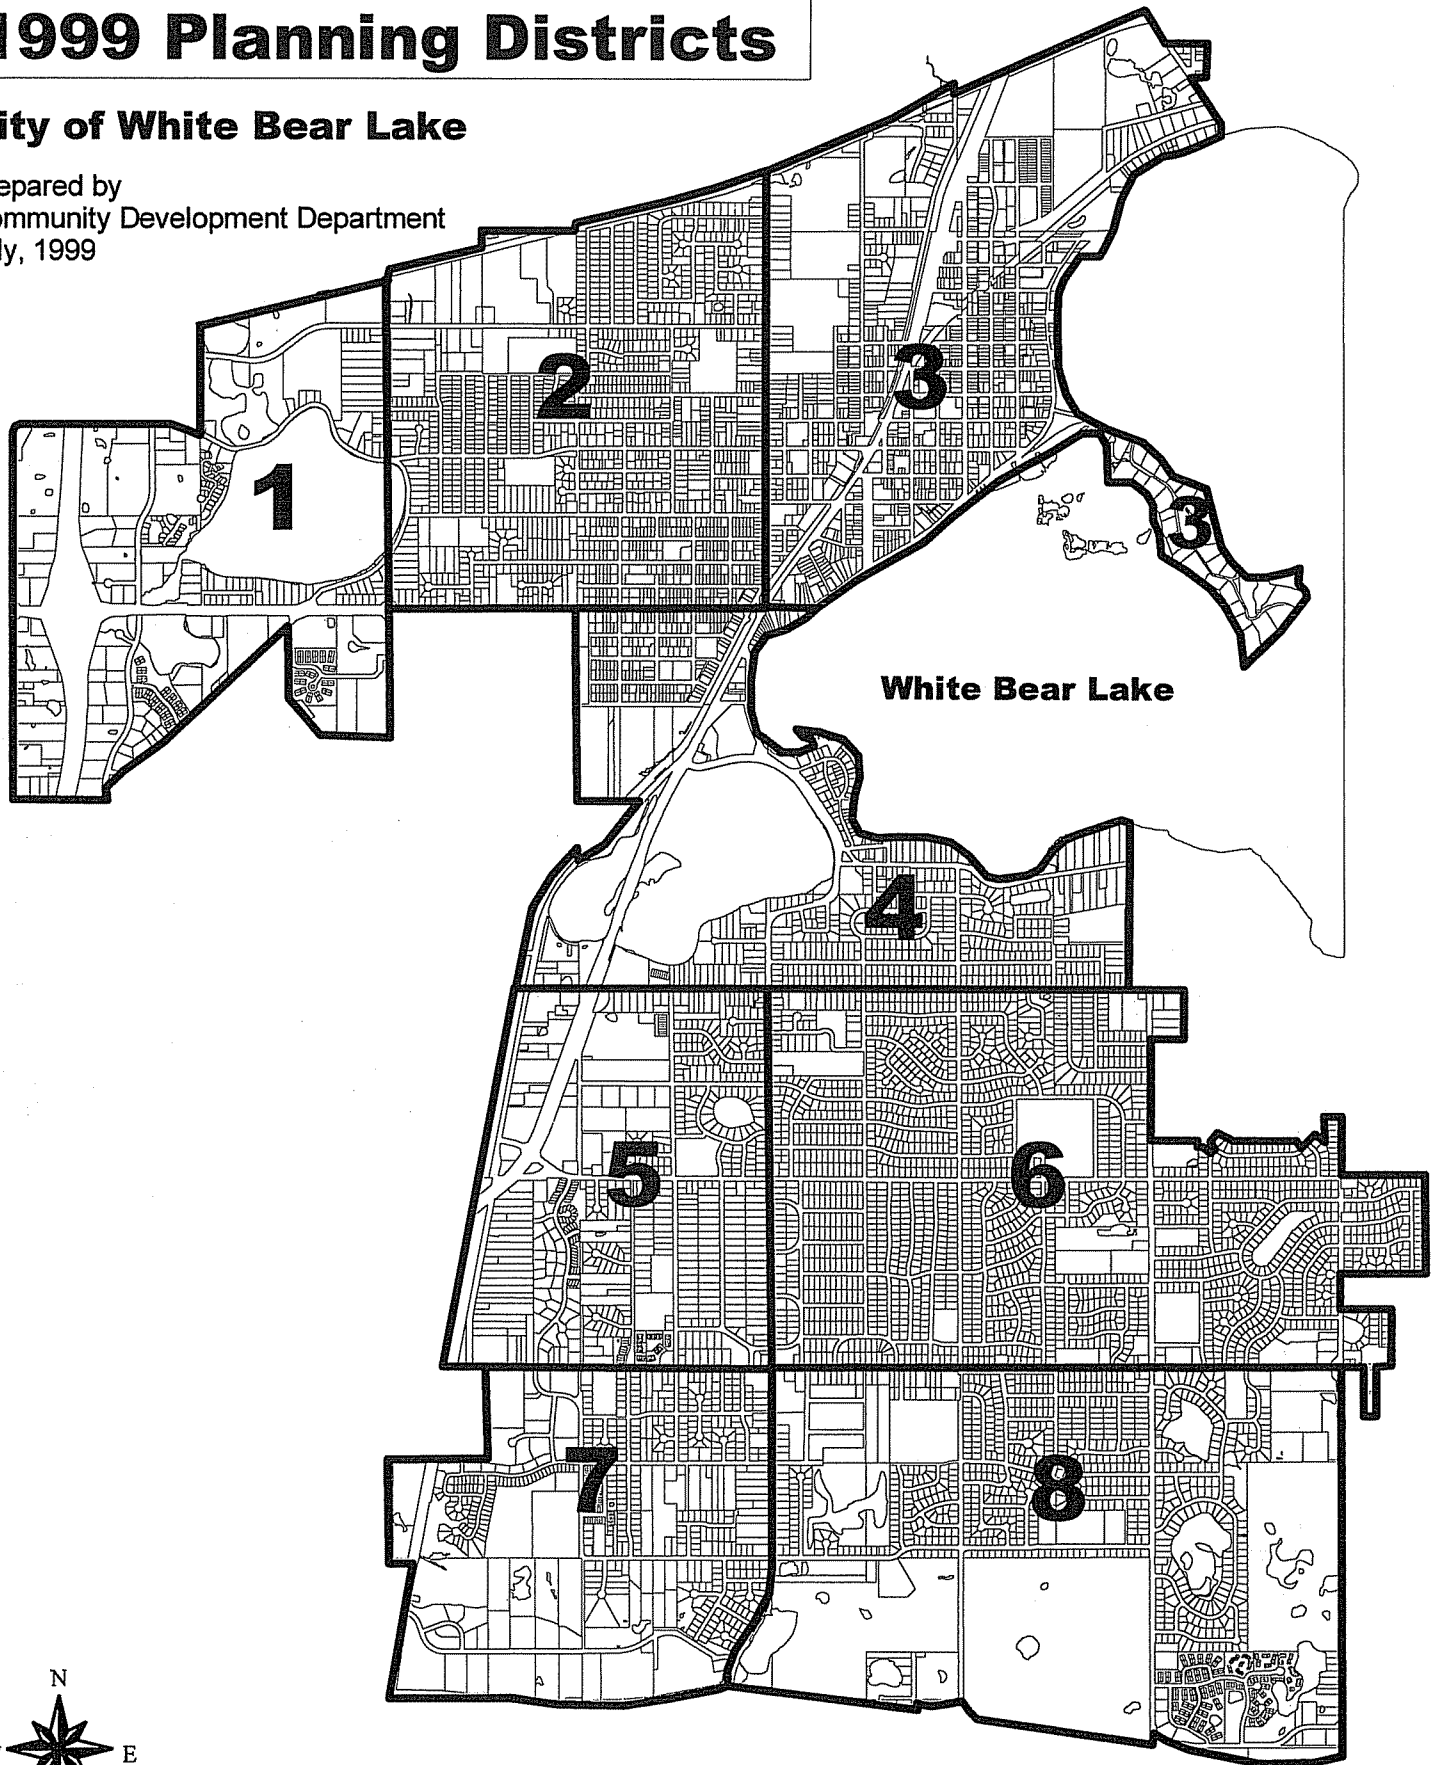 1999 Planning Districts
ity of White Bear Lake
epared by
ommunity Development Department
ly, 1999
2
3
1
3
White Bear Lake
4
5
6
7
8
N
E